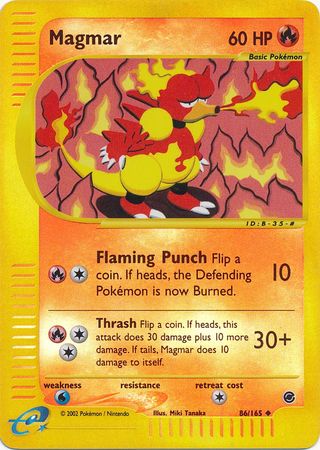 Magmar 60 HP
Basic Pokémon
ID:B-35-#
Flaming Punch Flip a
coin. If heads, the Defending 10
Pokémon is now Burned.
Thrash Flip a coin. If heads, this
attack does 30 damage plus 10 more 30+
damage. If tails, Magmar does 10
damage to itself.
weakness resistance retreat cost
e
© 2002 Pokémon / Nintendo Illus. Miki Tanaka 86/165 ◆